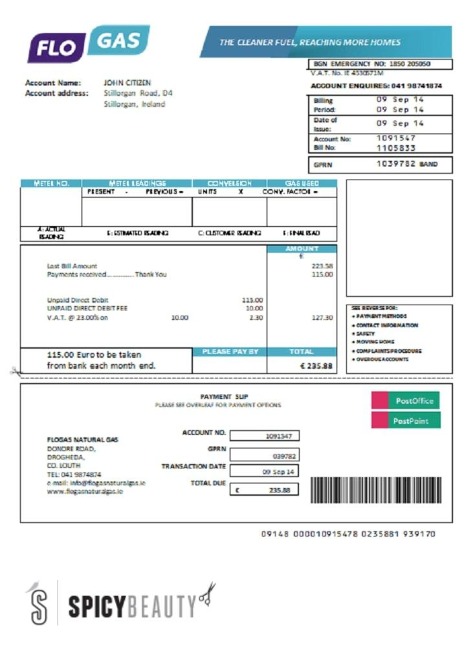 FLO GAS
THE CLEANER FUEL, REACHING MORE HOMES
BGN EMERGENCY NO: 1850 205050
V.A.T. No. IE 4530571M
ACCOUNT ENQUIRES: 041 98741874
Account Name: JOHN CITIZEN
Account address: Stillorgan Road, D4
Stillorgan, Ireland
Billing Period: 09 Sep 14
09 Sep 14
Date of Issue: 09 Sep 14
Account No: 1091547
Bill No: 1105833
GPRN 1039782 BAND
METER NO. METER READINGS CONVERSION GAS USED
PRESENT - PREVIOUS = UNITS X CONV. FACTOR =
A: ACTUAL READING E: ESTIMATED READING C: CUSTOMER READING F: FINAL READ
AMOUNT
€
Last Bill Amount 223.58
Payments received............ Thank You 115.00
Unpaid Direct Debit 115.00
UNPAID DIRECT DEBIT FEE 10.00
V.A.T. @ 23.00% on 10.00 2.30 127.30
SEE REVERSE FOR:
• PAYMENT METHODS
• CONTACT INFORMATION
• SAFETY
• MOVING HOME
• COMPLAINTS PROCEDURE
• OVERDUE ACCOUNTS
115.00 Euro to be taken
from bank each month end.
PLEASE PAY BY TOTAL
€ 235.88
PAYMENT SLIP
PLEASE SEE OVERLEAF FOR PAYMENT OPTIONS
PostOffice
PostPoint
FLOGAS NATURAL GAS
DONORE ROAD,
DROGHEDA,
CO. LOUTH
TEL: 041 9874874
e-mail: info@flogasnaturalgas.ie
www.flogasnaturalgas.ie
ACCOUNT NO. 1091547
GPRN 039782
TRANSACTION DATE 09 Sep 14
TOTAL DUE € 235.88
09148 000010915478 0235881 939170
S SPICYBEAUTY